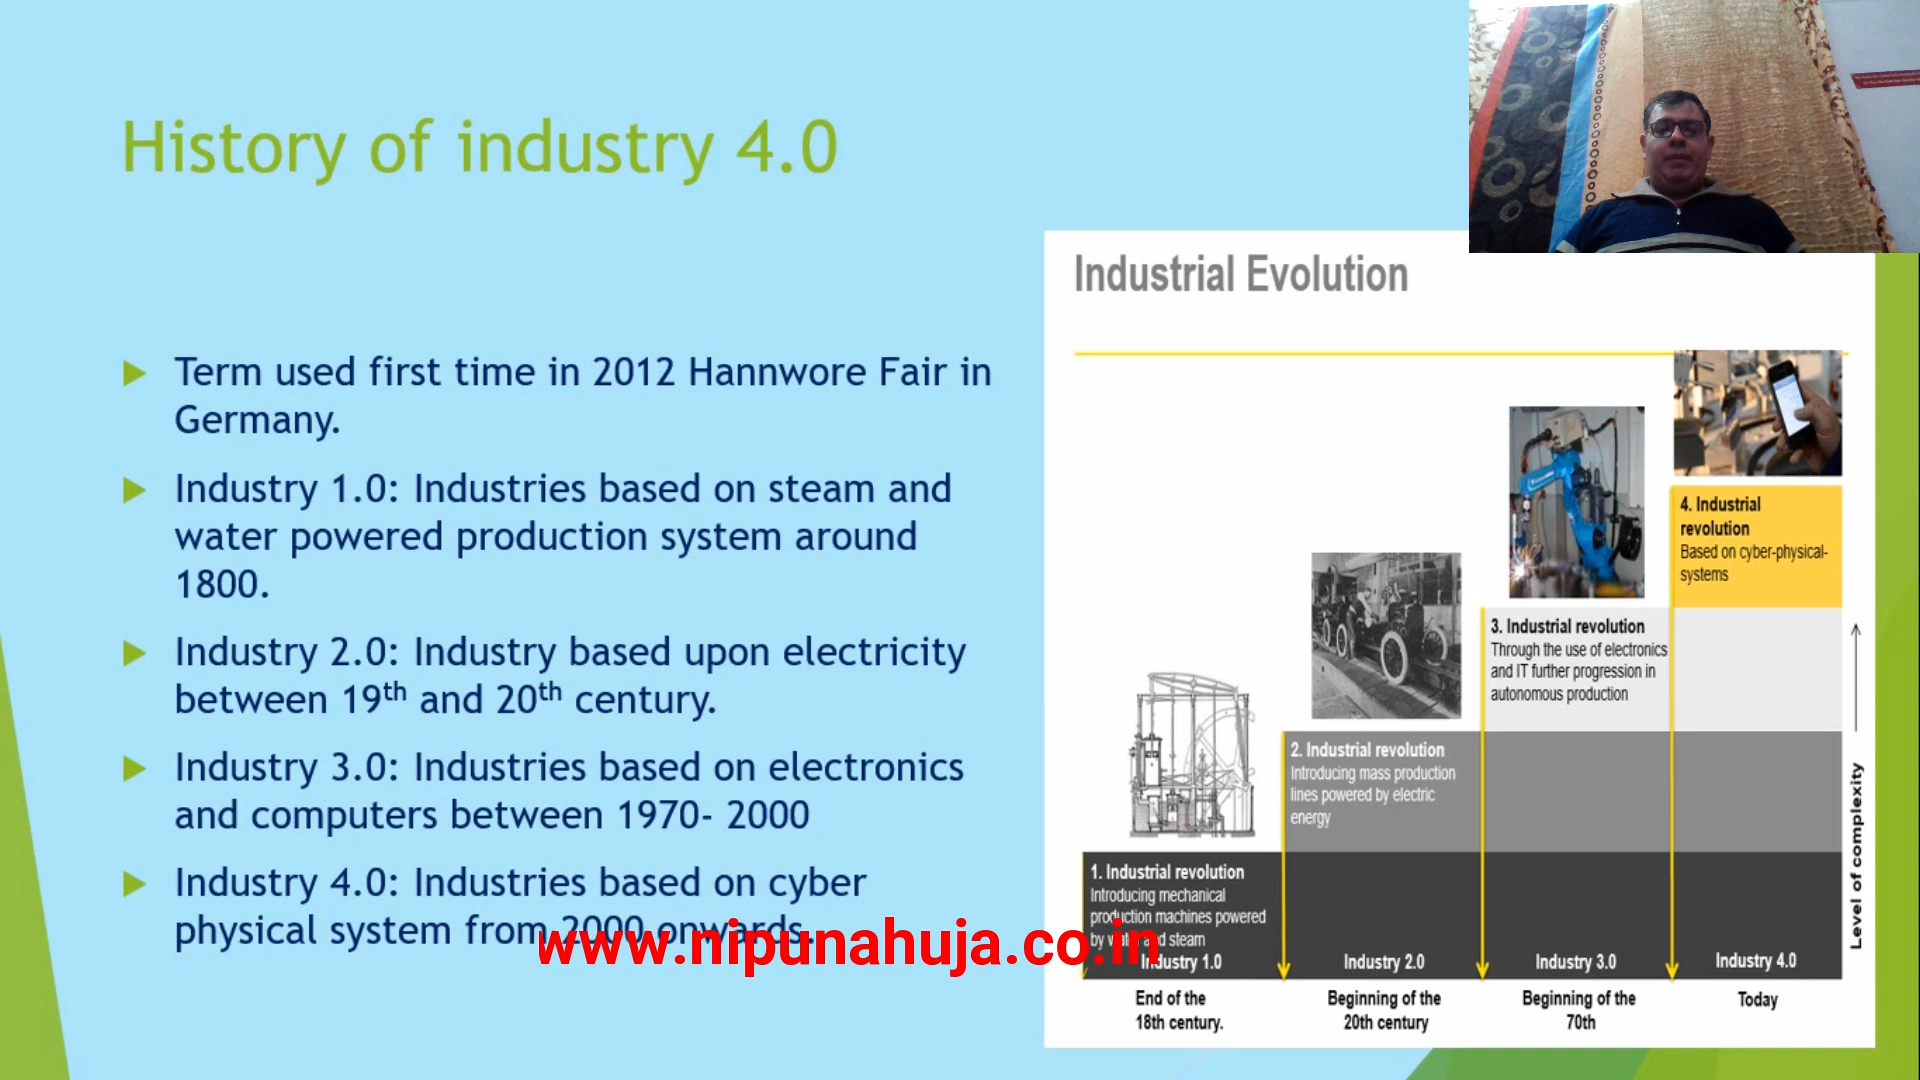 History of industry 4.0
Term used first time in 2012 Hannwore Fair in
Germany.
Industry 1.0: Industries based on steam and
water powered production system around
1800.
Industry 2.0: Industry based upon electricity
between 19th and 20th century.
Industry 3.0: Industries based on electronics
and computers between 1970- 2000
Industry 4.0: Industries based on cyber
physical system from 2000 onwards.
www.nipunahuja.co.in
Industrial Evolution
4. Industrial
revolution
Based on cyber-physical-
systems
3. Industrial revolution
Through the use of electronics
and IT further progression in
autonomous production
2. Industrial revolution
Introducing mass production
lines powered by electric
energy
1. Industrial revolution
Introducing mechanical
production machines powered
by water and steam
Industry 1.0
Industry 2.0
Industry 3.0
Industry 4.0
End of the
18th century.
Beginning of the
20th century
Beginning of the
70th
Today
Level of complexity